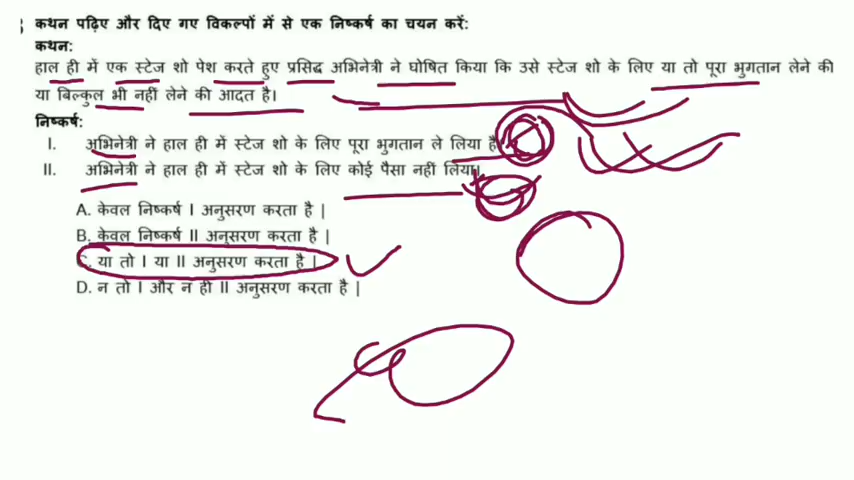 कथन पढ़िए और दिए गए विकल्पों में से एक निष्कर्ष का चयन करें:
कथन:
हाल ही में एक स्टेज शो पेश करते हुए प्रसिद्ध अभिनेत्री ने घोषित किया कि उसे स्टेज शो के लिए या तो पूरा भुगतान लेने की
या बिल्कुल भी नहीं लेने की आदत है।
निष्कर्ष:
I. अभिनेत्री ने हाल ही में स्टेज शो के लिए पूरा भुगतान ले लिया है
II. अभिनेत्री ने हाल ही में स्टेज शो के लिए कोई पैसा नहीं लिया।
A. केवल निष्कर्ष I अनुसरण करता है |
B. केवल निष्कर्ष II अनुसरण करता है |
C. या तो I या II अनुसरण करता है |
D. न तो I और न ही II अनुसरण करता है |